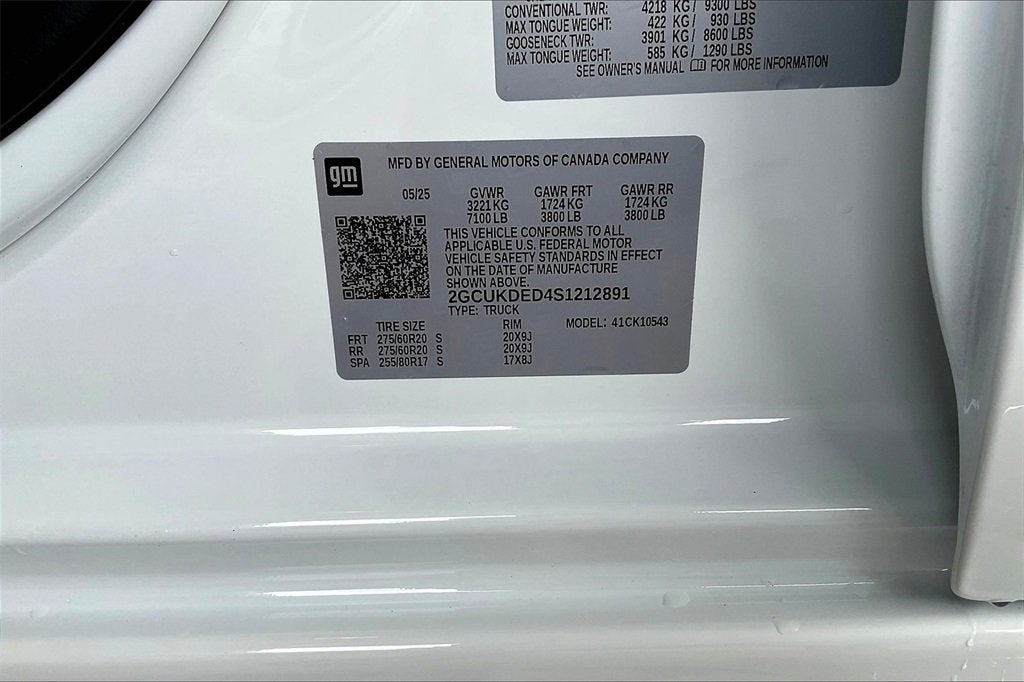 CONVENTIONAL TWR: 4218 KG / 9300 LBS
MAX TONGUE WEIGHT: 422 KG / 930 LBS
GOOSENECK TWR: 3901 KG / 8600 LBS
MAX TONGUE WEIGHT: 585 KG / 1290 LBS
SEE OWNER'S MANUAL FOR MORE INFORMATION
gm
MFD BY GENERAL MOTORS OF CANADA COMPANY
05/25 GVWR GAWR FRT GAWR RR
3221 KG 1724 KG 1724 KG
7100 LB 3800 LB 3800 LB
THIS VEHICLE CONFORMS TO ALL
APPLICABLE U.S. FEDERAL MOTOR
VEHICLE SAFETY STANDARDS IN EFFECT
ON THE DATE OF MANUFACTURE
SHOWN ABOVE.
2GCUKDED4S1212891
TYPE: TRUCK
TIRE SIZE RIM MODEL: 41CK10543
FRT 275/60R20 S 20X9J
RR 275/60R20 S 20X9J
SPA 255/80R17 S 17X8J